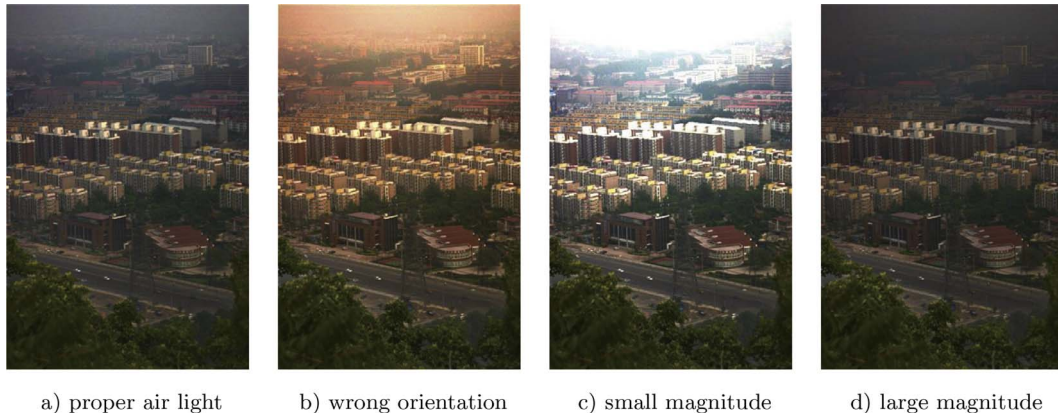 a) proper air light
b) wrong orientation
c) small magnitude
d) large magnitude